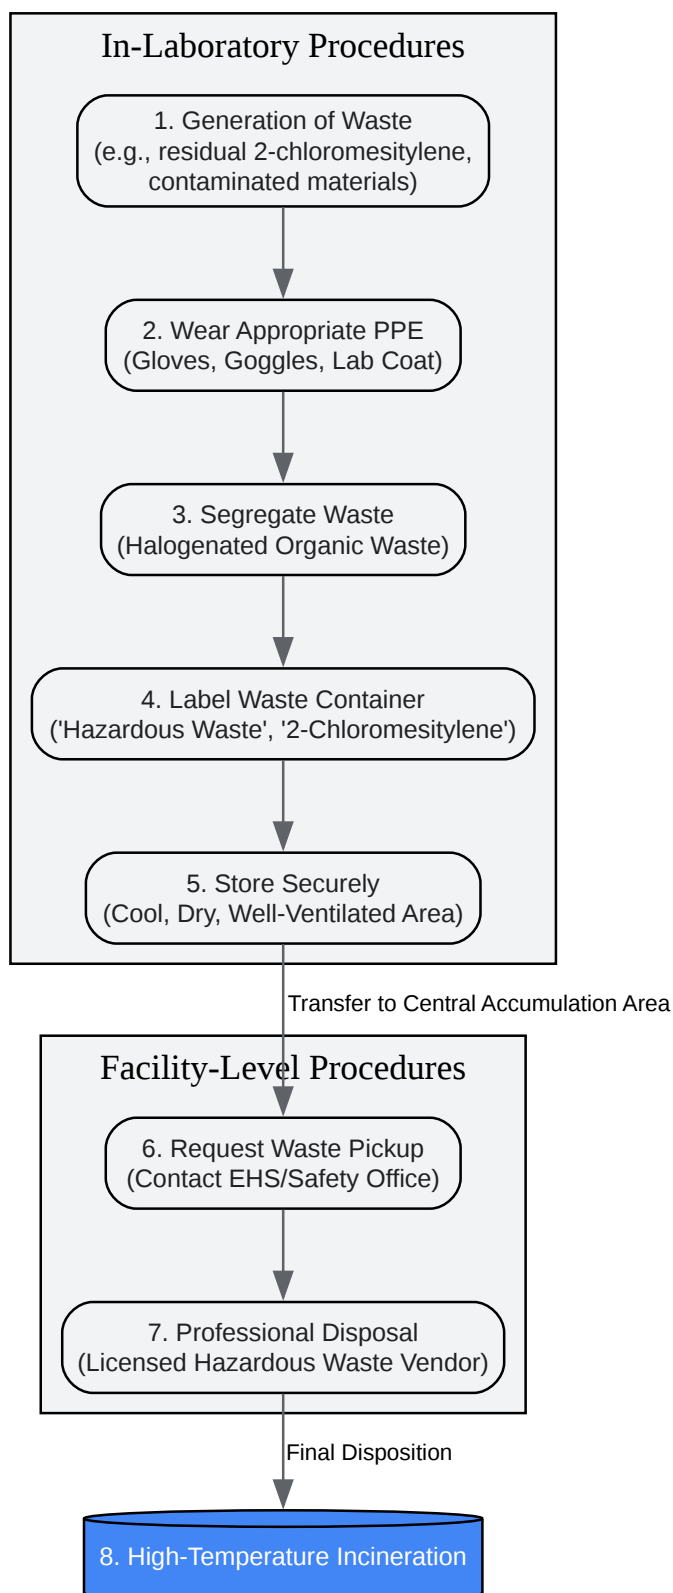 In-Laboratory Procedures
1. Generation of Waste
(e.g., residual 2-chloromesitylene,
contaminated materials)
2. Wear Appropriate PPE
(Gloves, Goggles, Lab Coat)
3. Segregate Waste
(Halogenated Organic Waste)
4. Label Waste Container
('Hazardous Waste', '2-Chloromesitylene')
5. Store Securely
(Cool, Dry, Well-Ventilated Area)
Transfer to Central Accumulation Area
Facility-Level Procedures
6. Request Waste Pickup
(Contact EHS/Safety Office)
7. Professional Disposal
(Licensed Hazardous Waste Vendor)
Final Disposition
8. High-Temperature Incineration